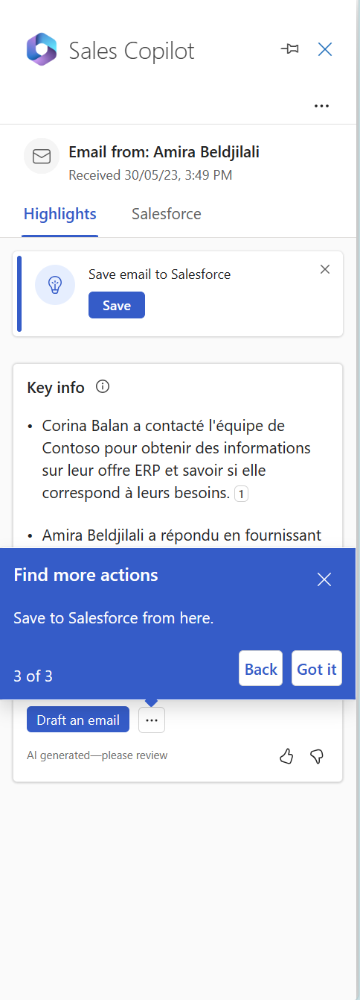 Sales Copilot
Email from: Amira Beldjilali
Received 30/05/23, 3:49 PM
Highlights
Salesforce
Save email to Salesforce
Save
Key info
• Corina Balan a contacté l'équipe de
Contoso pour obtenir des informations
sur leur offre ERP et savoir si elle
correspond à leurs besoins. 1
• Amira Beldjilali a répondu en fournissant
Find more actions
Save to Salesforce from here.
3 of 3
Back
Got it
Draft an email
AI generated—please review